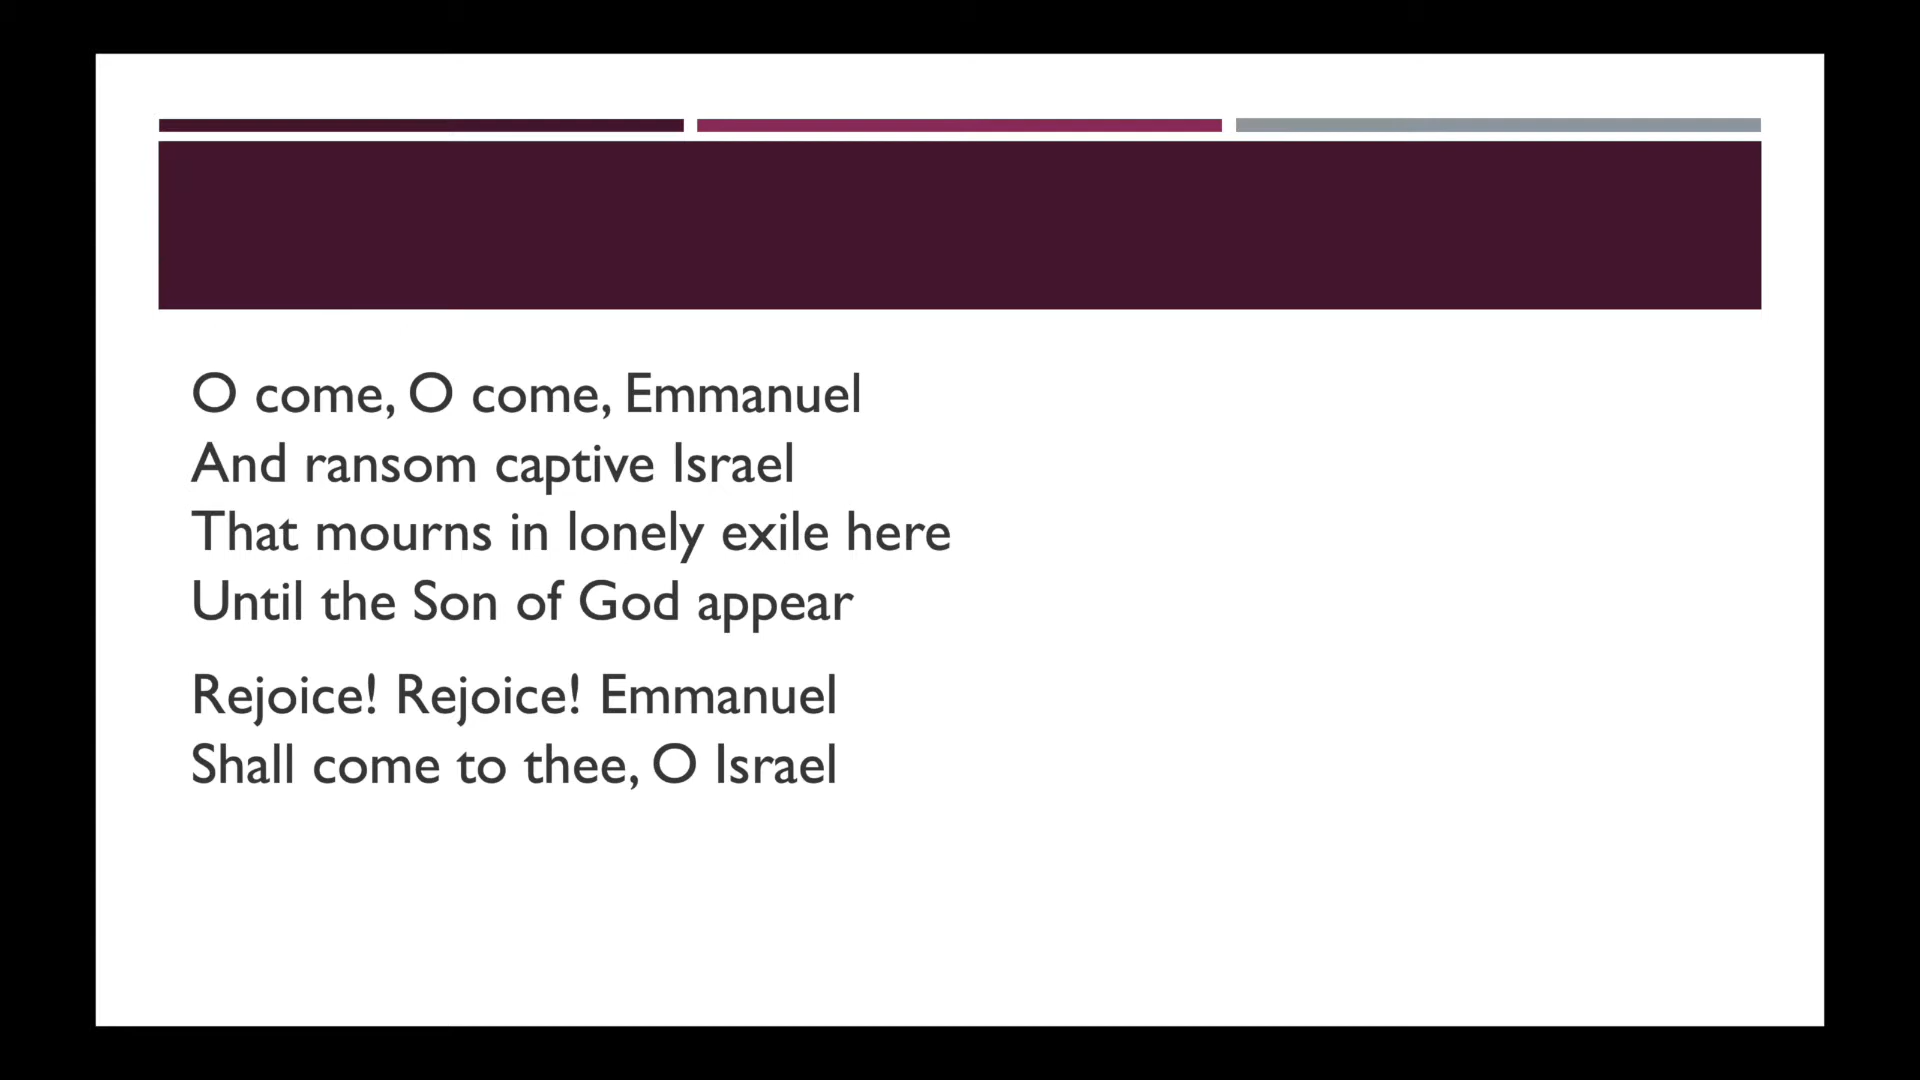 O come, O come, Emmanuel
And ransom captive Israel
That mourns in lonely exile here
Until the Son of God appear
Rejoice! Rejoice! Emmanuel
Shall come to thee, O Israel